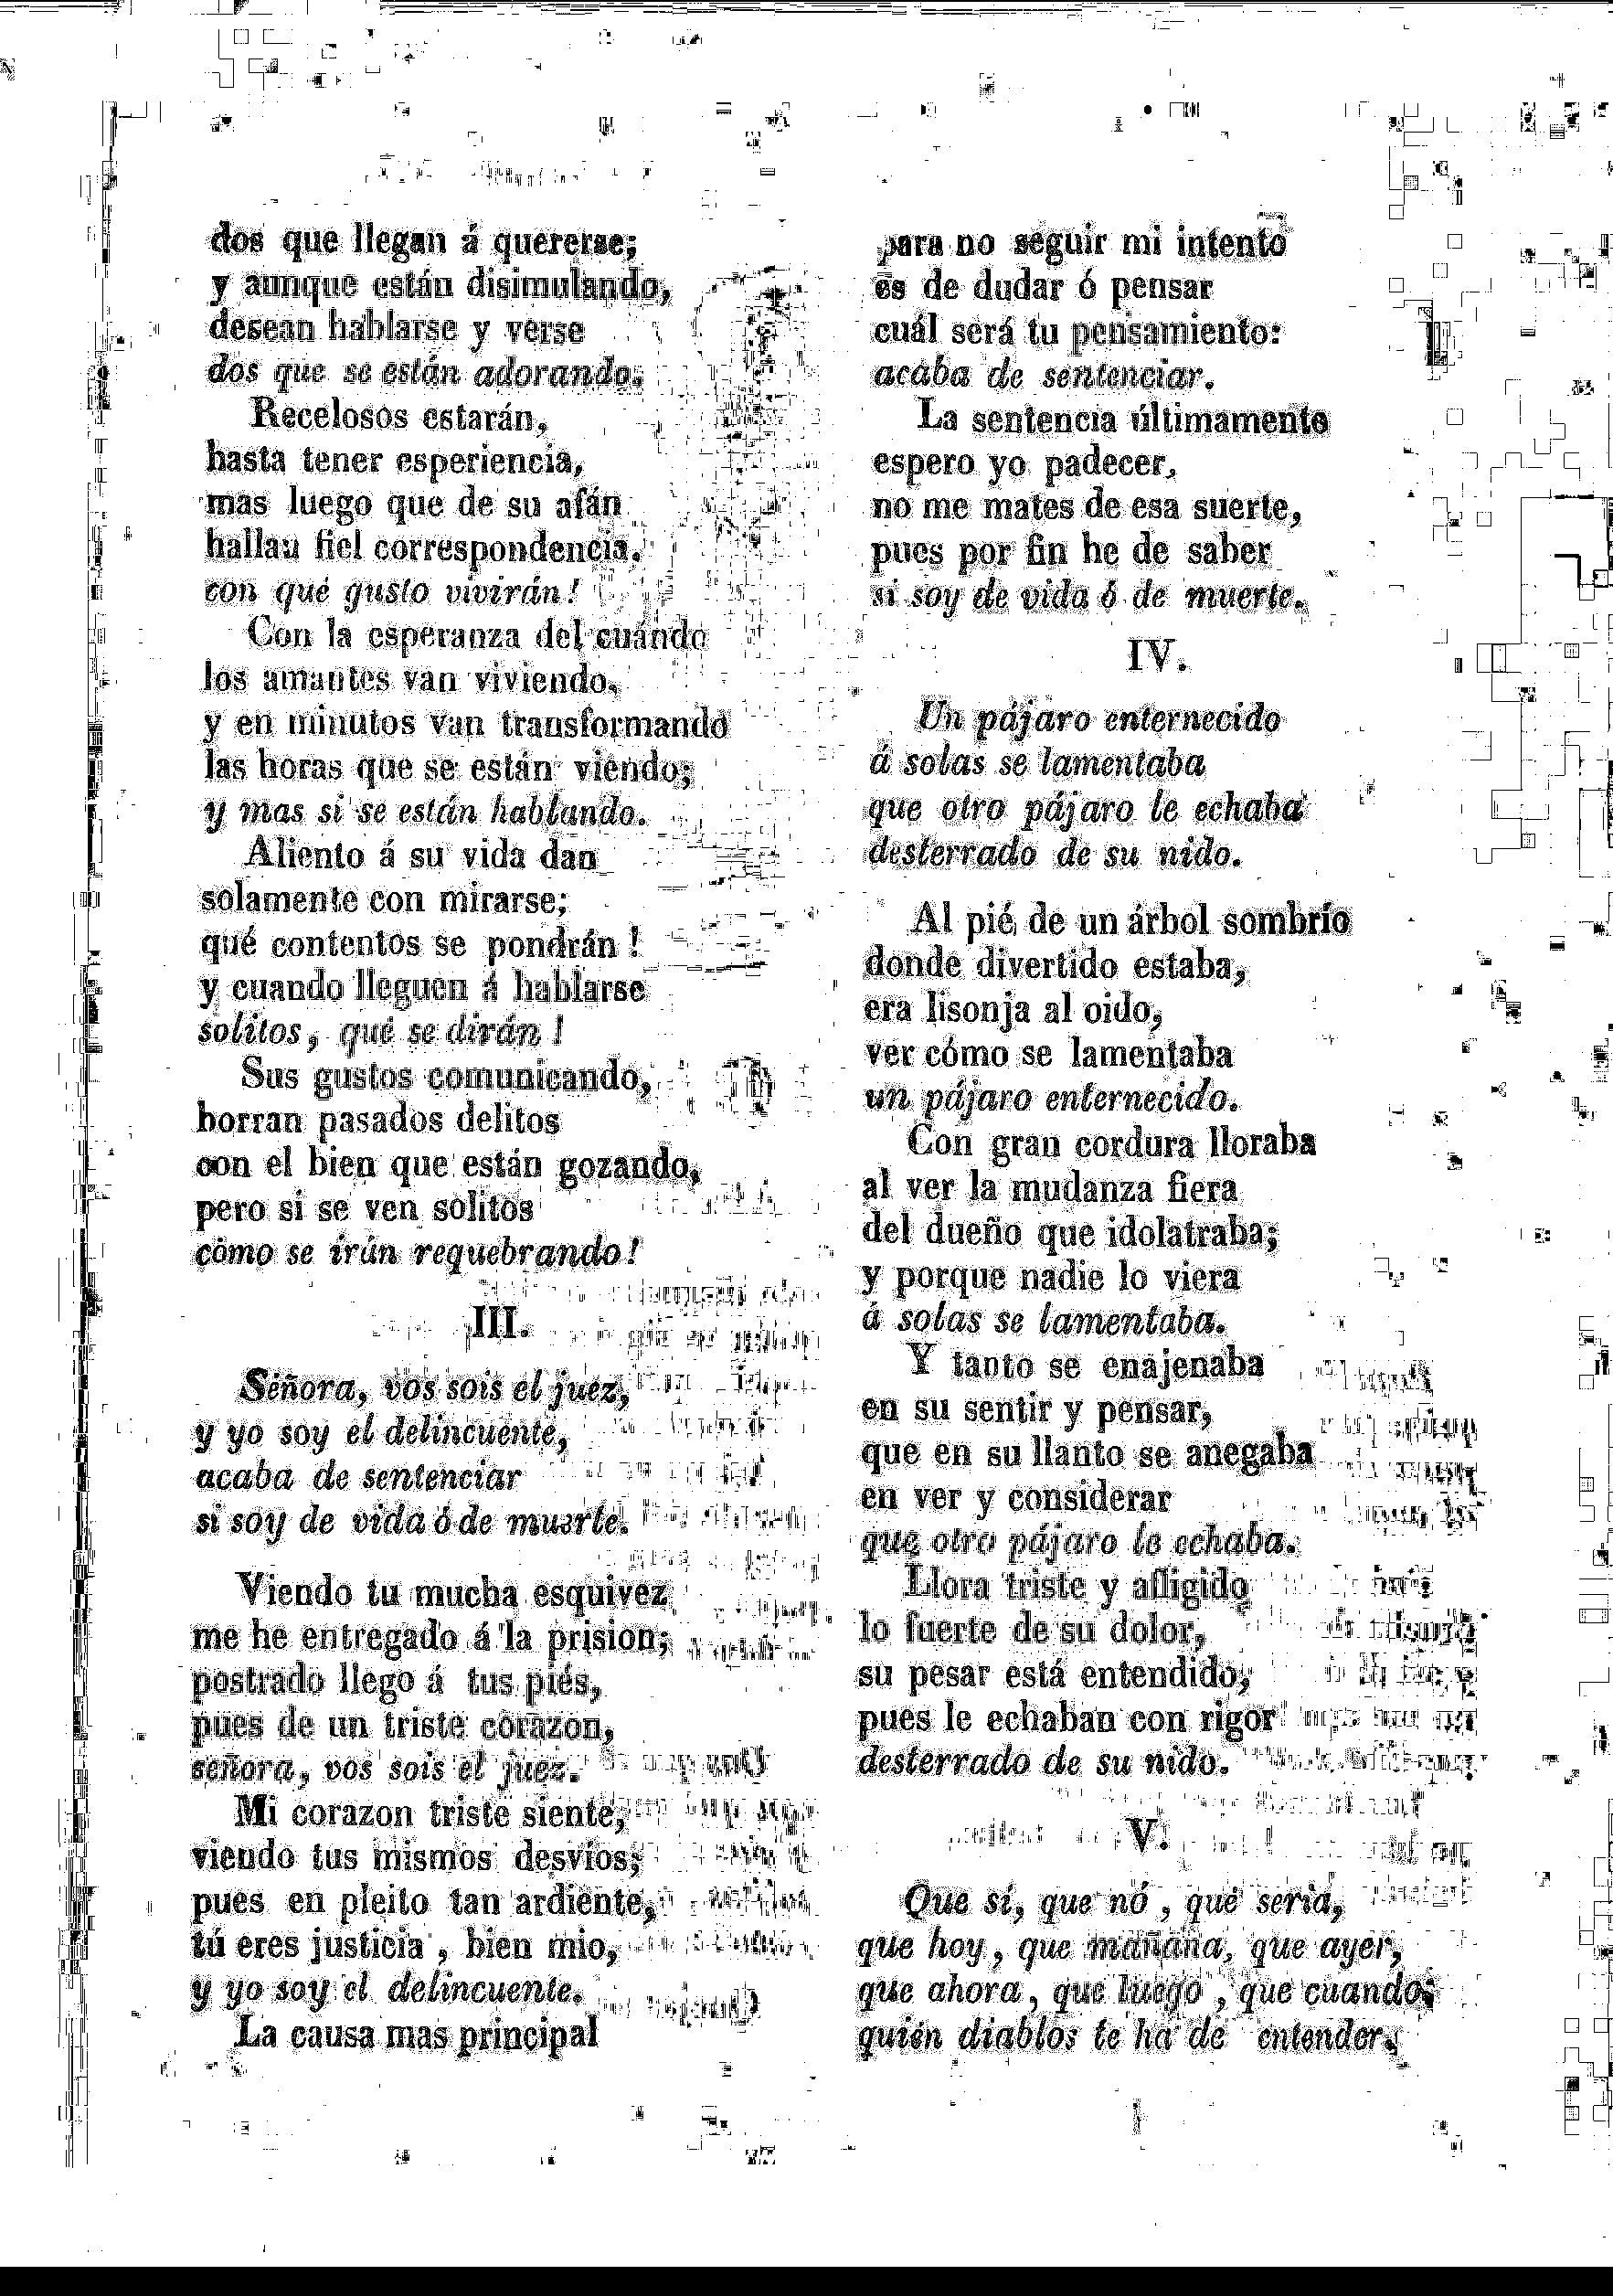 dos que llegan á quererse;
y aunque están disimulando,
desean hablarse y verse
dos que se están adorando.
Recelosos estarán,
hasta tener esperiencia,
mas luego que de su afán
hallan fiel correspondencia,
con qué gusto vivirán!
Con la esperanza del cuándo
los amantes van viviendo,
y en minutos van transformando
las horas que se están viendo;
y mas si se están hablando.
Aliento á su vida dan
solamente con mirarse;
qué contentos se pondrán!
y cuando lleguen á hablarse
solitos, qué se dirán!
Sus gustos comunicando,
borran pasados delitos
con el bien que están gozando,
pero si se ven solitos
cómo se irán requebrando!
III.
Señora, vos sois el juez,
y yo soy el delincuente,
acaba de sentenciar
si soy de vida ó de muerte.
Viendo tu mucha esquivez
me he entregado á la prision;
postrado llego á tus piés,
pues de un triste corazon,
señora, vos sois el juez.
Mi corazon triste siente,
viendo tus mismos desvíos;
pues en pleito tan ardiente,
tú eres justicia, bien mio,
y yo soy el delincuente.
La causa mas principal
para no seguir mi intento
es de dudar ó pensar
cuál será tu pensamiento:
acaba de sentenciar.
La sentencia últimamente
espero yo padecer,
no me mates de esa suerte,
pues por fin he de saber
si soy de vida ó de muerte.
IV.
Un pájaro enternecido
á solas se lamentaba
que otro pájaro le echaba
desterrado de su nido.
Al pié de un árbol sombrío
donde divertido estaba,
era lisonja al oido,
ver cómo se lamentaba
un pájaro enternecido.
Con gran cordura lloraba
al ver la mudanza fiera
del dueño que idolatraba;
y porque nadie lo viera
á solas se lamentaba.
Y tanto se enajenaba
en su sentir y pensar,
que en su llanto se anegaba
en ver y considerar
que otro pájaro le echaba.
Llora triste y afligido
lo fuerte de su dolor,
su pesar está entendido,
pues le echaban con rigor
desterrado de su nido.
V.
Que si, que nó, que seria,
que hoy, que mañana, que ayer,
que ahora, que luego, que cuando;
quién diablos te ha de entender.